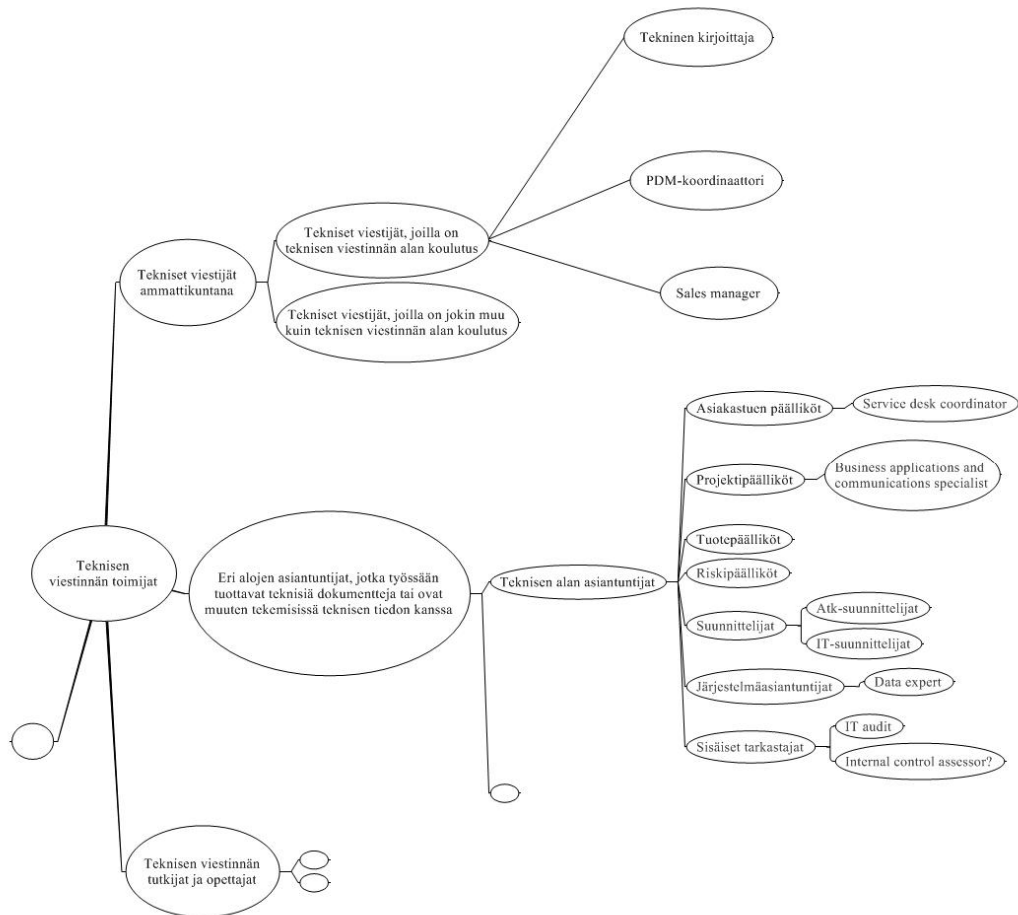 Tekninen kirjoittaja
PDM-koordinaattori
Tekniset viestijät, joilla on
teknisen viestinnän alan koulutus
Tekniset viestijät
ammattikuntana
Sales manager
Tekniset viestijät, joilla on jokin muu
kuin teknisen viestinnän alan koulutus
Asiakastuen päälliköt
Service desk coordinator
Projektipäälliköt
Business applications and
communications specialist
Tuotepäälliköt
Teknisen
viestinnän toimijat
Eri alojen asiantuntijat, jotka työssään
tuottavat teknisiä dokumentteja tai ovat
muuten tekemisissä teknisen tiedon kanssa
Teknisen alan asiantuntijat
Riskipäälliköt
Suunnittelijat
Atk-suunnittelijat
IT-suunnittelijat
Järjestelmäasiantuntijat
Data expert
Sisäiset tarkastajat
IT audit
Internal control assessor?
Teknisen viestinnän
tutkijat ja opettajat